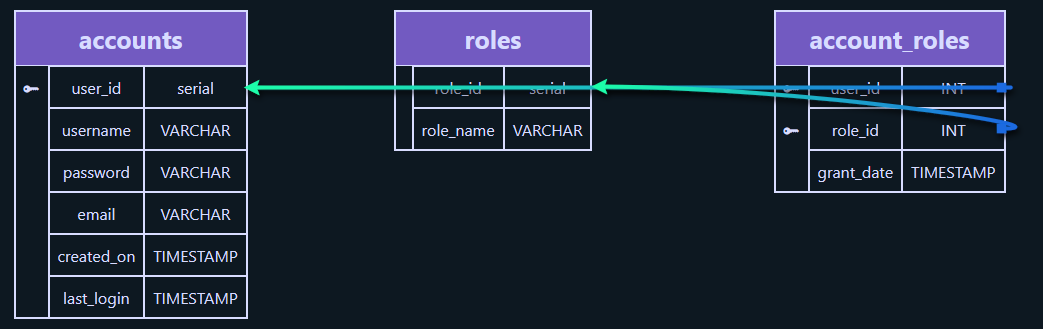 accounts
user_id serial
username VARCHAR
password VARCHAR
email VARCHAR
created_on TIMESTAMP
last_login TIMESTAMP
roles
role_id serial
role_name VARCHAR
account_roles
user_id INT
role_id INT
grant_date TIMESTAMP